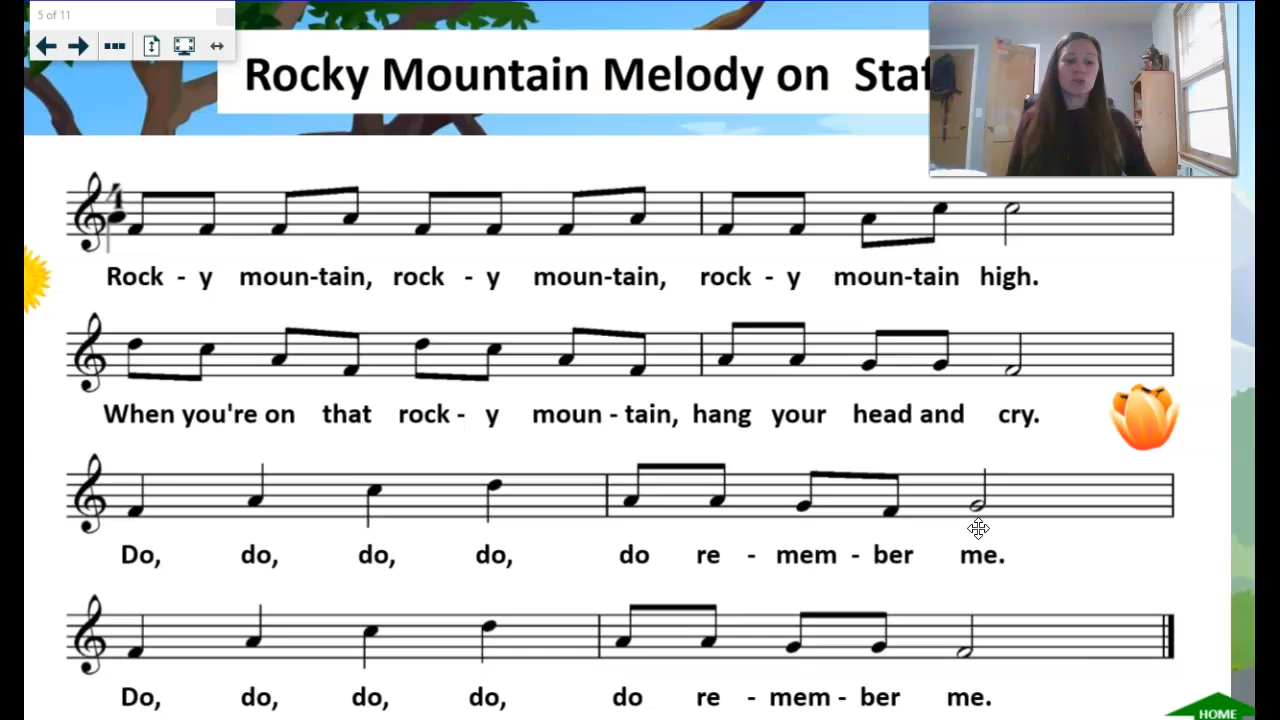 5 of 11
Rocky Mountain Melody on Staf
Rock - y moun-tain, rock - y moun-tain, rock - y moun-tain high.
When you're on that rock - y moun - tain, hang your head and cry.
Do, do, do, do, do re - mem - ber me.
Do, do, do, do, do re - mem - ber me.
HOME